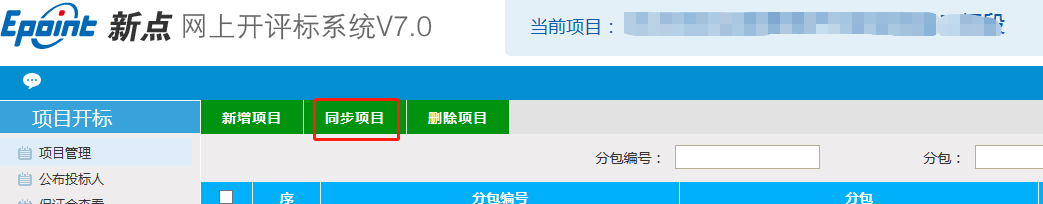 Epoint 新点 网上开评标系统V7.0
当前项目：
项目开标
新增项目 同步项目 删除项目
项目管理
分包编号： 分包：
公布投标人
序 分包编号 分包